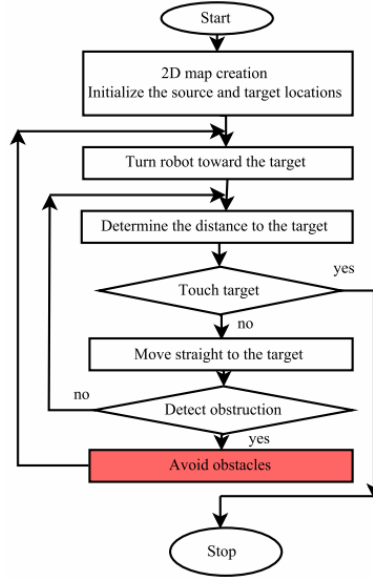 Start
2D map creation
Initialize the source and target locations
Turn robot toward the target
Determine the distance to the target
yes
Touch target
no
Move straight to the target
no
Detect obstruction
yes
Avoid obstacles
Stop